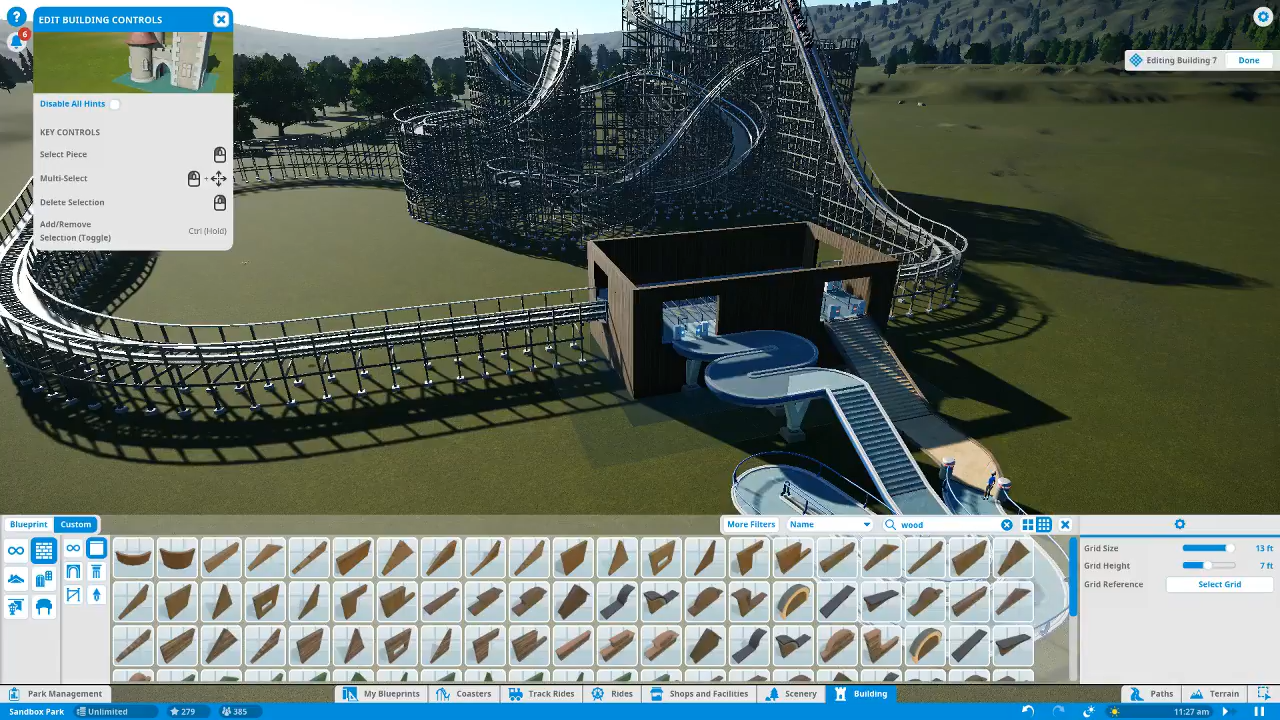 ?
EDIT BUILDING CONTROLS
6
Disable All Hints
KEY CONTROLS
Select Piece
Multi-Select
Delete Selection
Add/Remove
Selection (Toggle)
Ctrl (Hold)
Editing Building 7
Done
Blueprint
Custom
More Filters
Name
wood
Grid Size
13 ft
Grid Height
7 ft
Grid Reference
Select Grid
Park Management
My Blueprints
Coasters
Track Rides
Rides
Shops and Facilities
Scenery
Building
Paths
Terrain
Sandbox Park
Unlimited
279
385
11:27 am